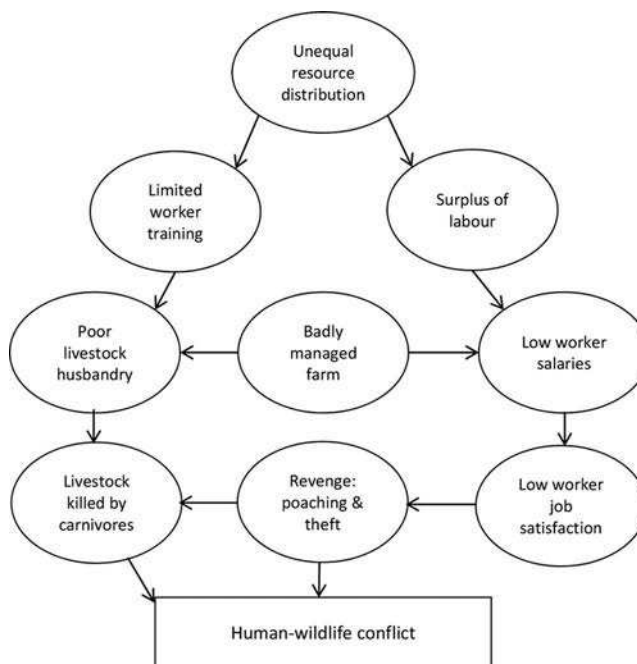 Unequal
resource
distribution
Limited
worker
training
Surplus of
labour
Poor
livestock
husbandry
Badly
managed
farm
Low worker
salaries
Livestock
killed by
carnivores
Revenge:
poaching &
theft
Low worker
job
satisfaction
Human-wildlife conflict